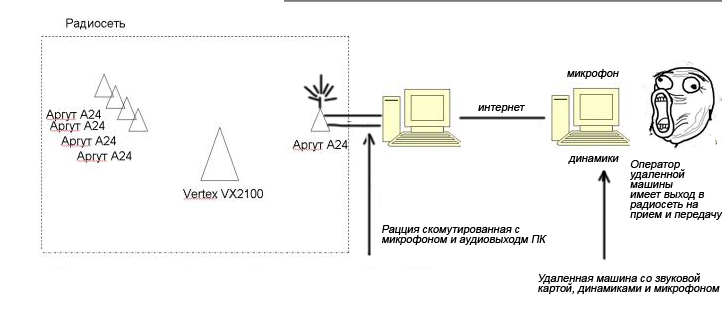 Радиосеть
микрофон
интернет
Аргут А24
Аргут А24
Аргут А24
Аргут А24
Аргут А24
Vertex VX2100
динамики
Оператор
удаленной
машины
имеет выход в
радиосеть на
прием и передачу
Рацция скомутированная с
микрофоном и аудиовыходм ПК
Удаленная машина со звуковой
картой, динамиками и микрофоном